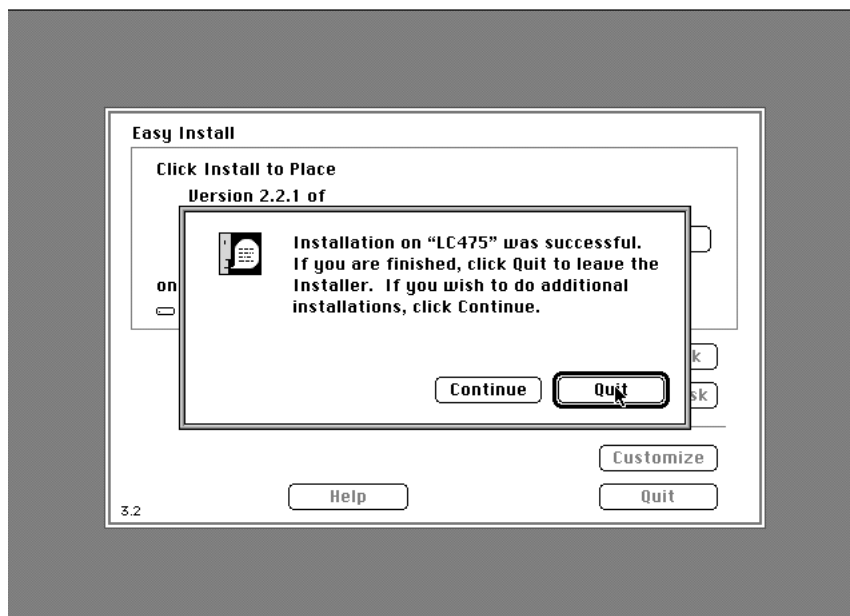 Easy Install
Click Install to Place
Version 2.2.1 of
Installation on “LC475” was successful.
If you are finished, click Quit to leave the
Installer. If you wish to do additional
installations, click Continue.
on
Continue
Quit
Customize
Help
Quit
3.2